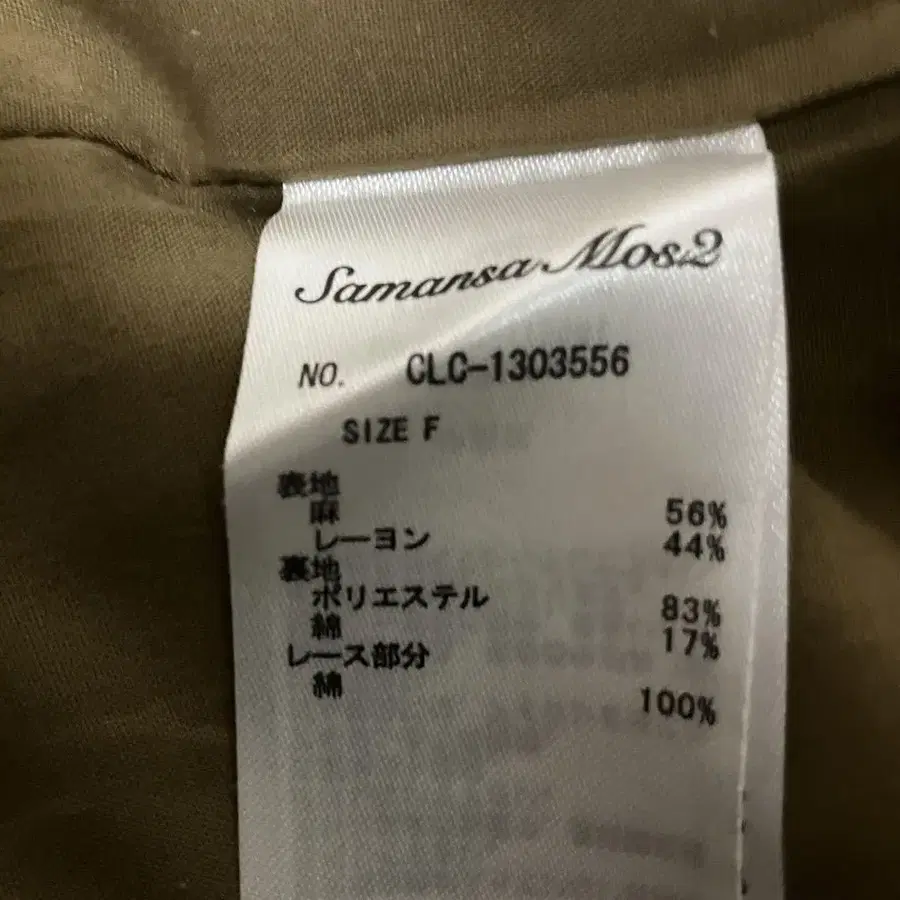 Samansa Mos2
NO. CLC-1303556
SIZE F
表地
麻 56%
レーヨン 44%
裏地
ポリエステル 83%
綿 17%
レース部分
綿 100%